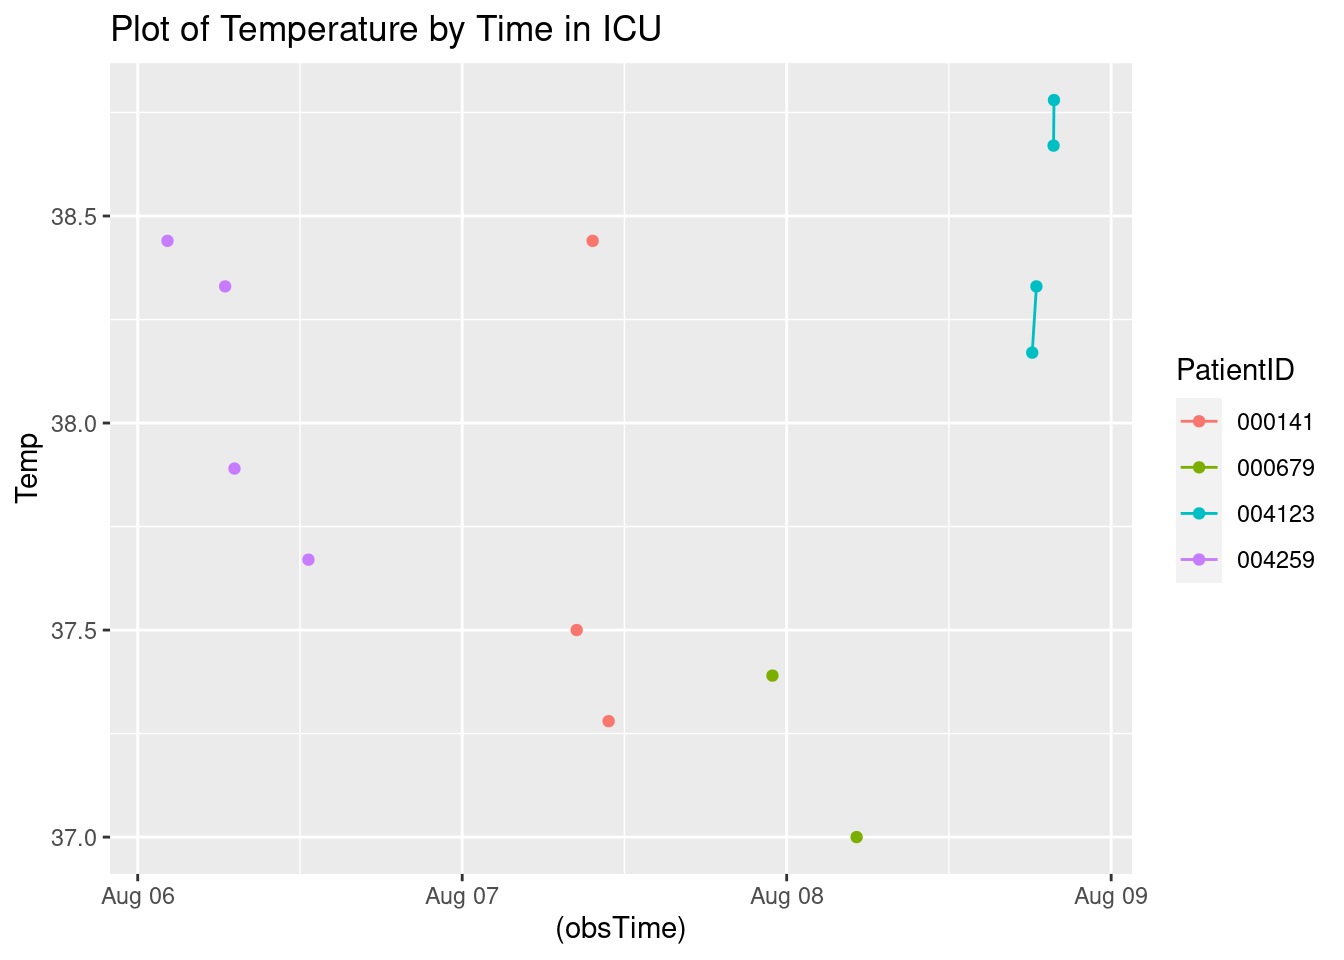 Plot of Temperature by Time in ICU
38.5
38.0
37.5
37.0
Temp
Aug 06
Aug 07
Aug 08
Aug 09
(obsTime)
PatientID
000141
000679
004123
004259